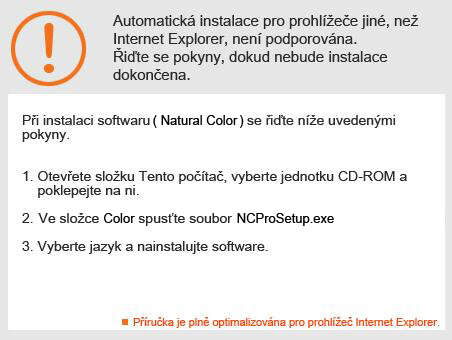 Automatická instalace pro prohlížeče jiné, než
Internet Explorer, není podporována.
Řiďte se pokyny, dokud nebude instalace
dokončena.
Při instalaci softwaru ( Natural Color ) se řiďte níže uvedenými
pokyny.
1. Otevřete složku Tento počítač, vyberte jednotku CD-ROM a
poklepejte na ni.
2. Ve složce Color spusťte soubor NCProSetup.exe
3. Vyberte jazyk a nainstalujte software.
Příručka je plně optimalizována pro prohlížeč Internet Explorer.